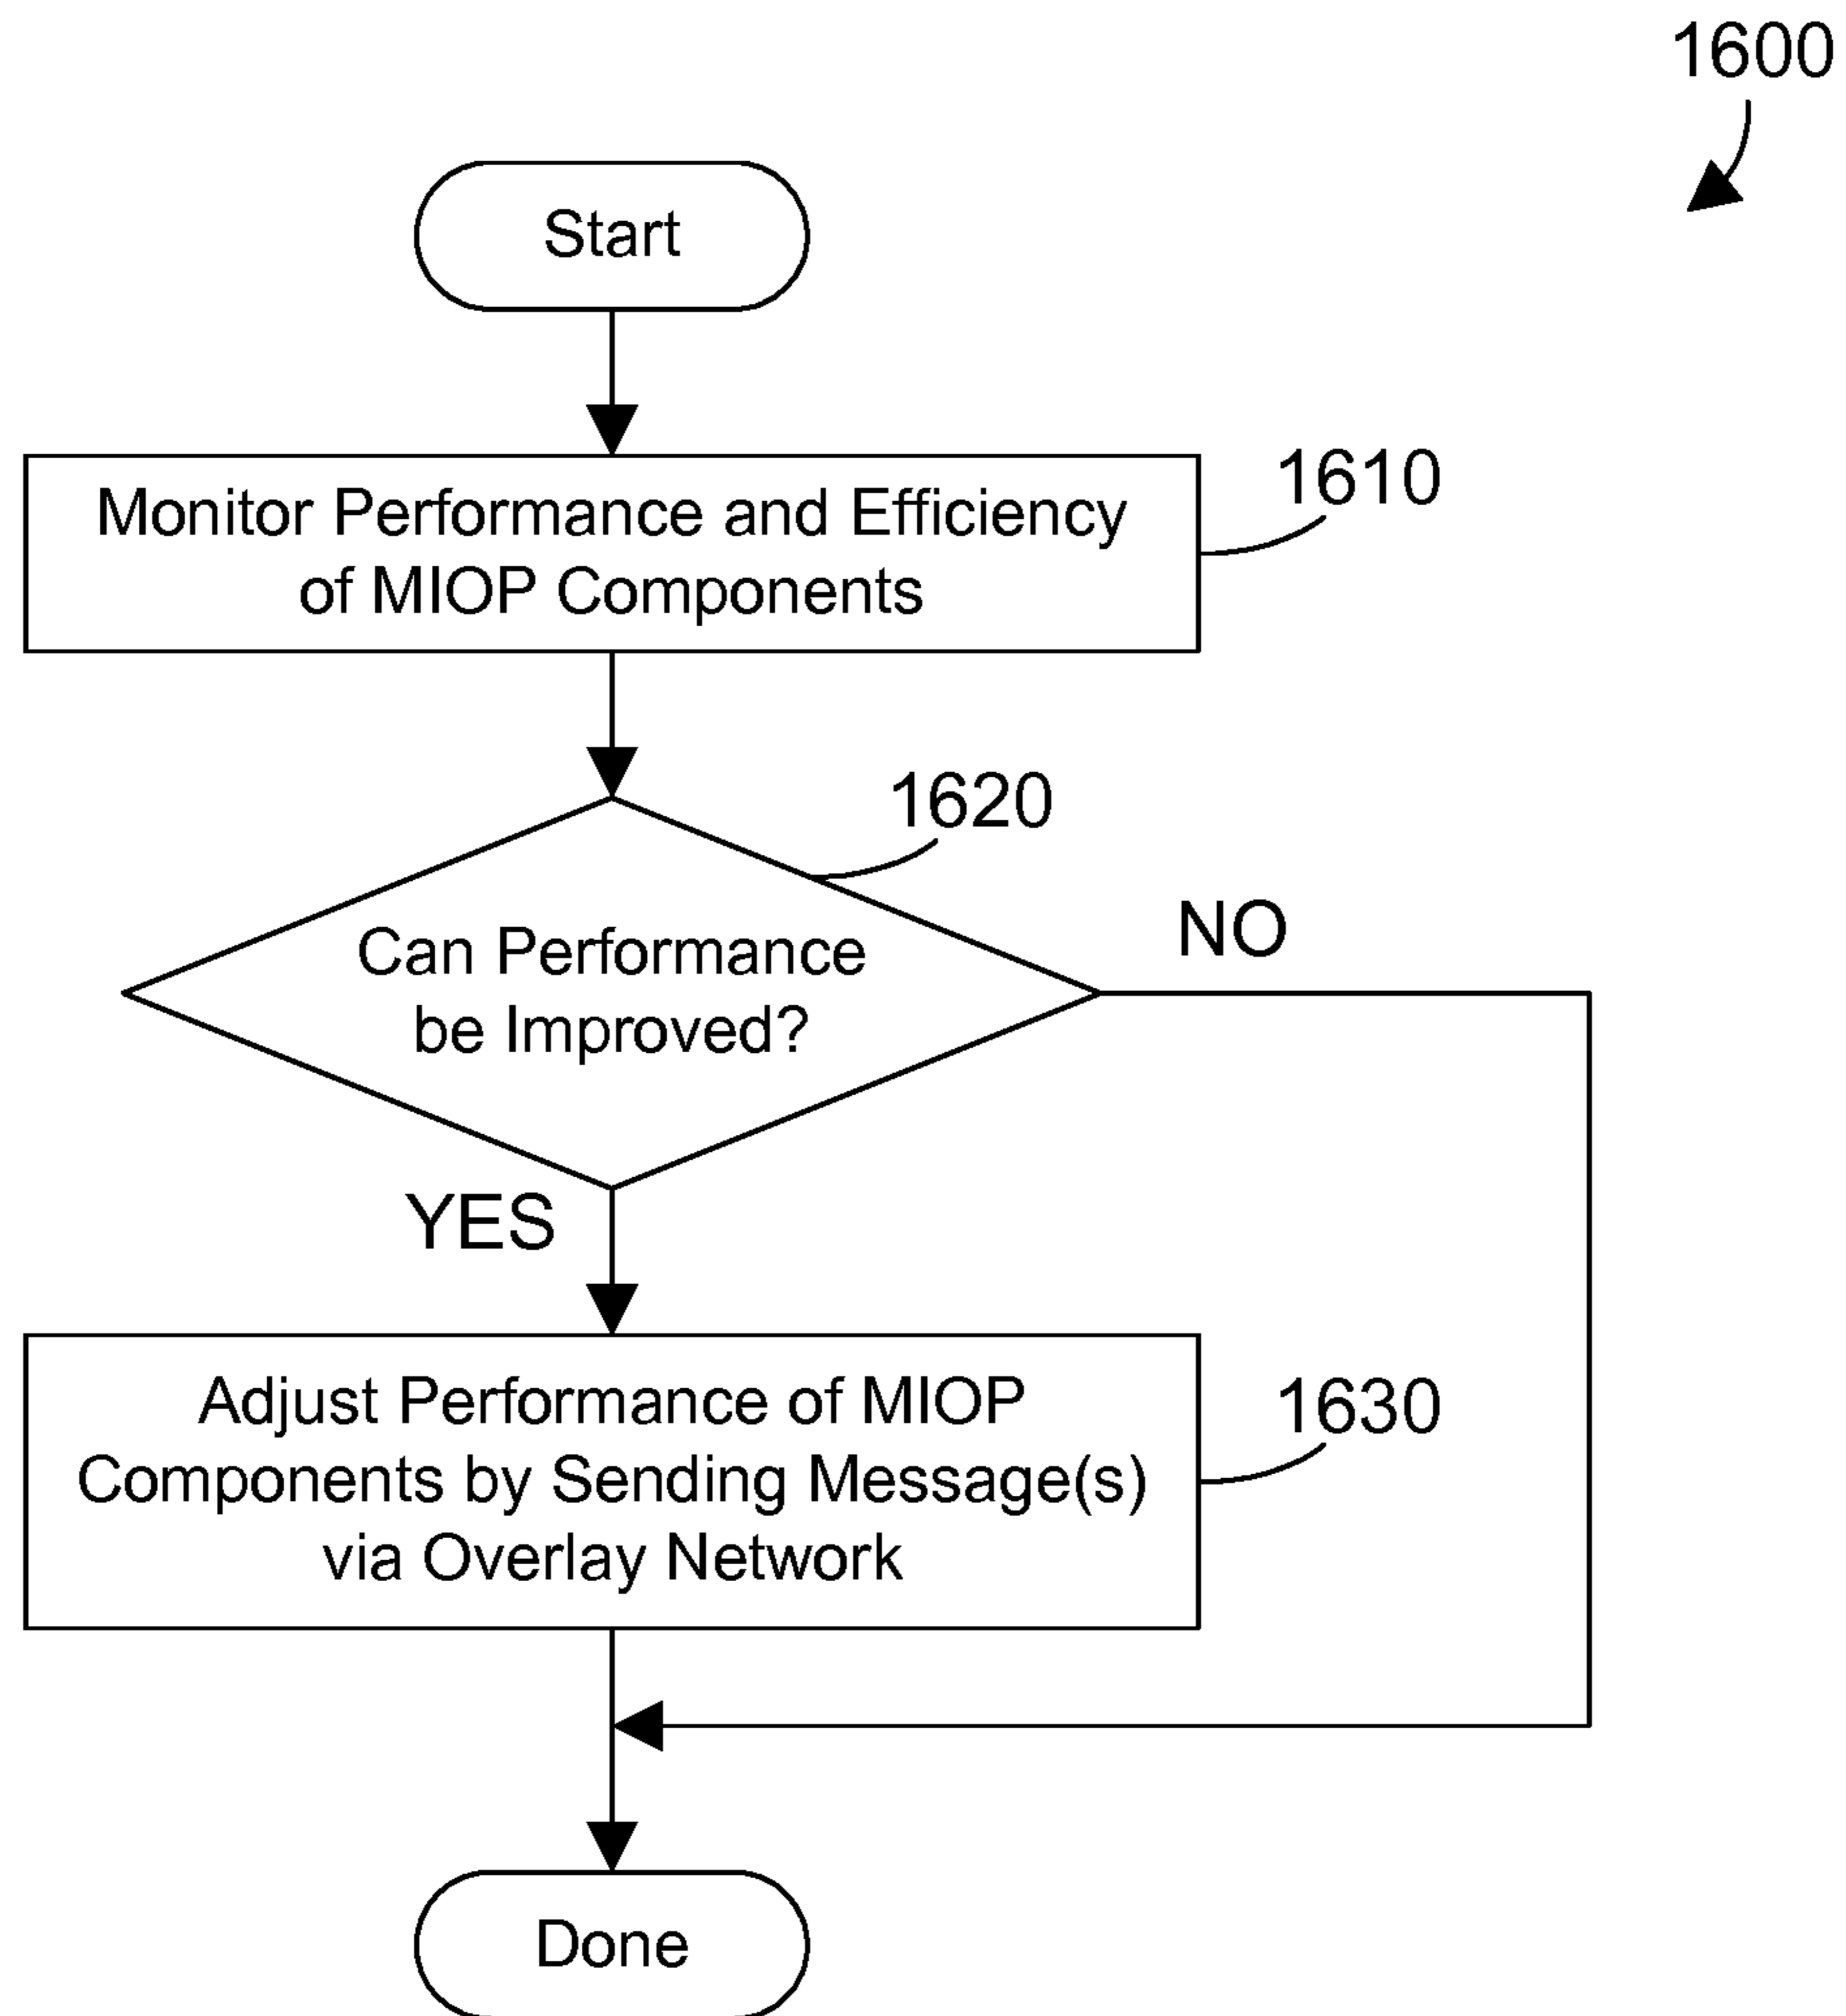 1600
Start
Monitor Performance and Efficiency
of MIOP Components
1610
1620
Can Performance
be Improved?
NO
YES
Adjust Performance of MIOP
Components by Sending Message(s)
via Overlay Network
1630
Done